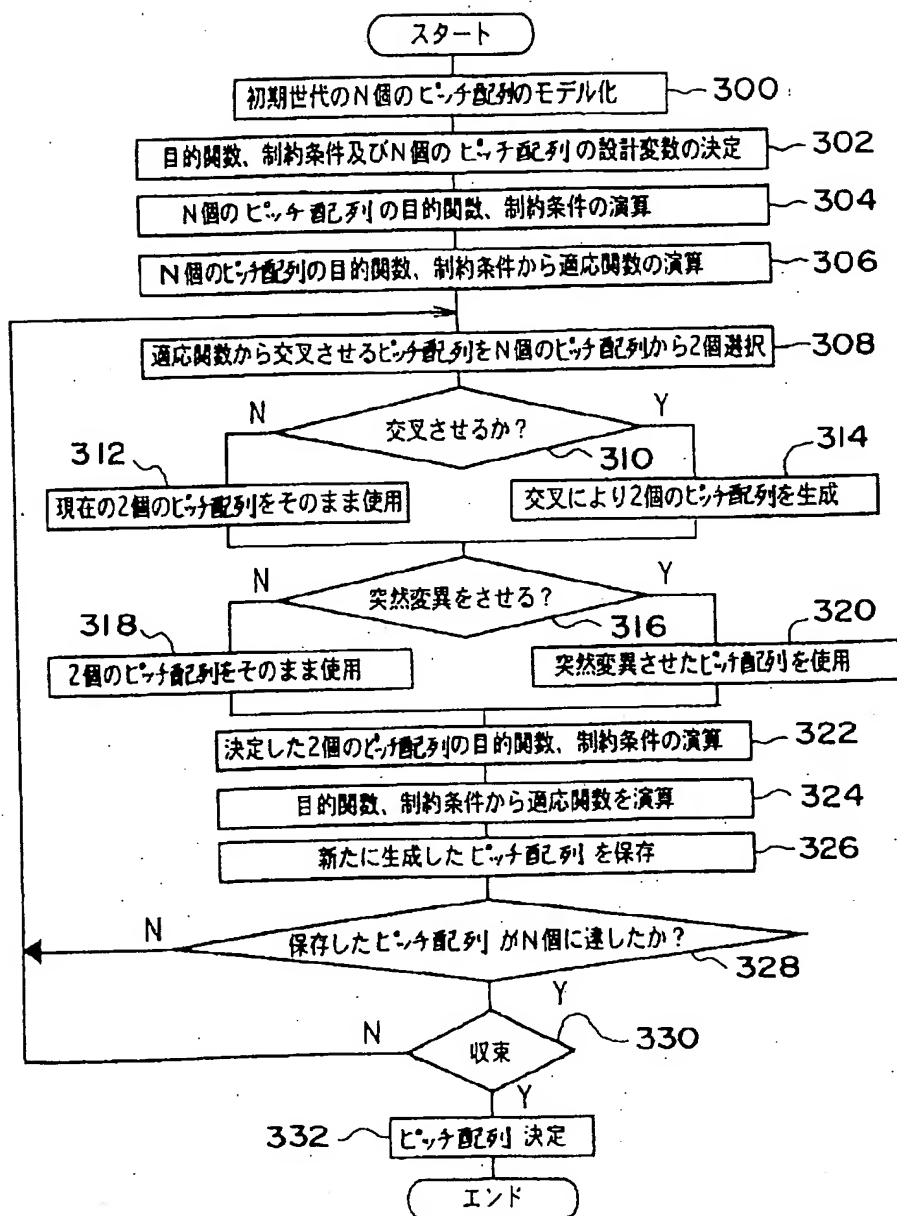 スタート
初期世代のN個のピッチ配列のモデル化
300
目的関数、制約条件及びN個のピッチ配列の設計変数の決定
302
N個のピッチ配列の目的関数、制約条件の演算
304
N個のピッチ配列の目的関数、制約条件から適応関数の演算
306
適応関数から交叉させるピッチ配列をN個のピッチ配列から2個選択
308
N
交叉させるか?
Y
310
312
現在の2個のピッチ配列をそのまま使用
314
交叉により2個のピッチ配列を生成
N
突然変異をさせる?
Y
316
318
2個のピッチ配列をそのまま使用
320
突然変異させたピッチ配列を使用
決定した2個のピッチ配列の目的関数、制約条件の演算
322
目的関数、制約条件から適応関数を演算
324
新たに生成したピッチ配列を保存
326
N
保存したピッチ配列がN個に達したか?
328
Y
N
収束
330
Y
332
ピッチ配列 決定
エンド